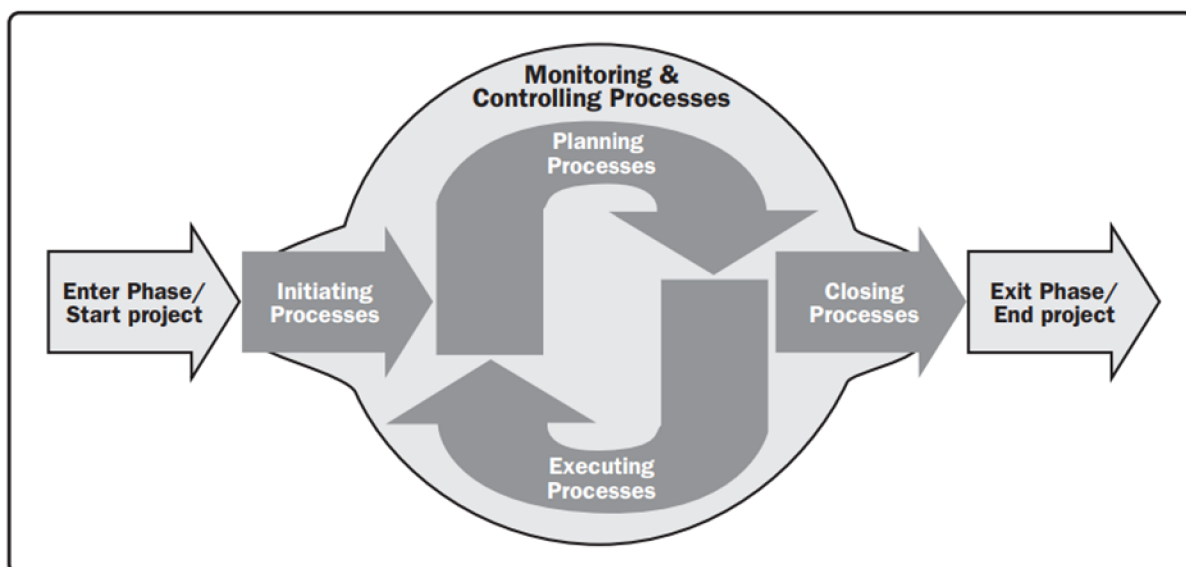 Monitoring &
Controlling Processes
Planning
Processes
Enter Phase/
Start project
Initiating
Processes
Closing
Processes
Exit Phase/
End project
Executing
Processes